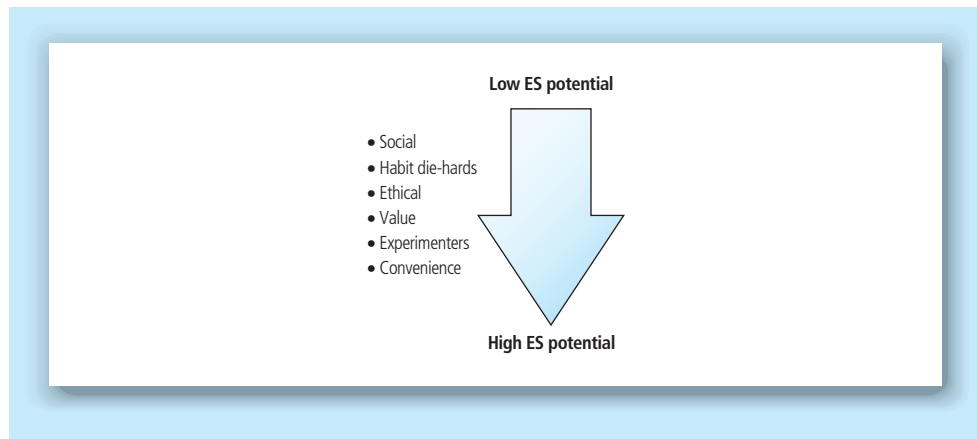 Low ES potential
• Social
• Habit die-hards
• Ethical
• Value
• Experimenters
• Convenience
High ES potential